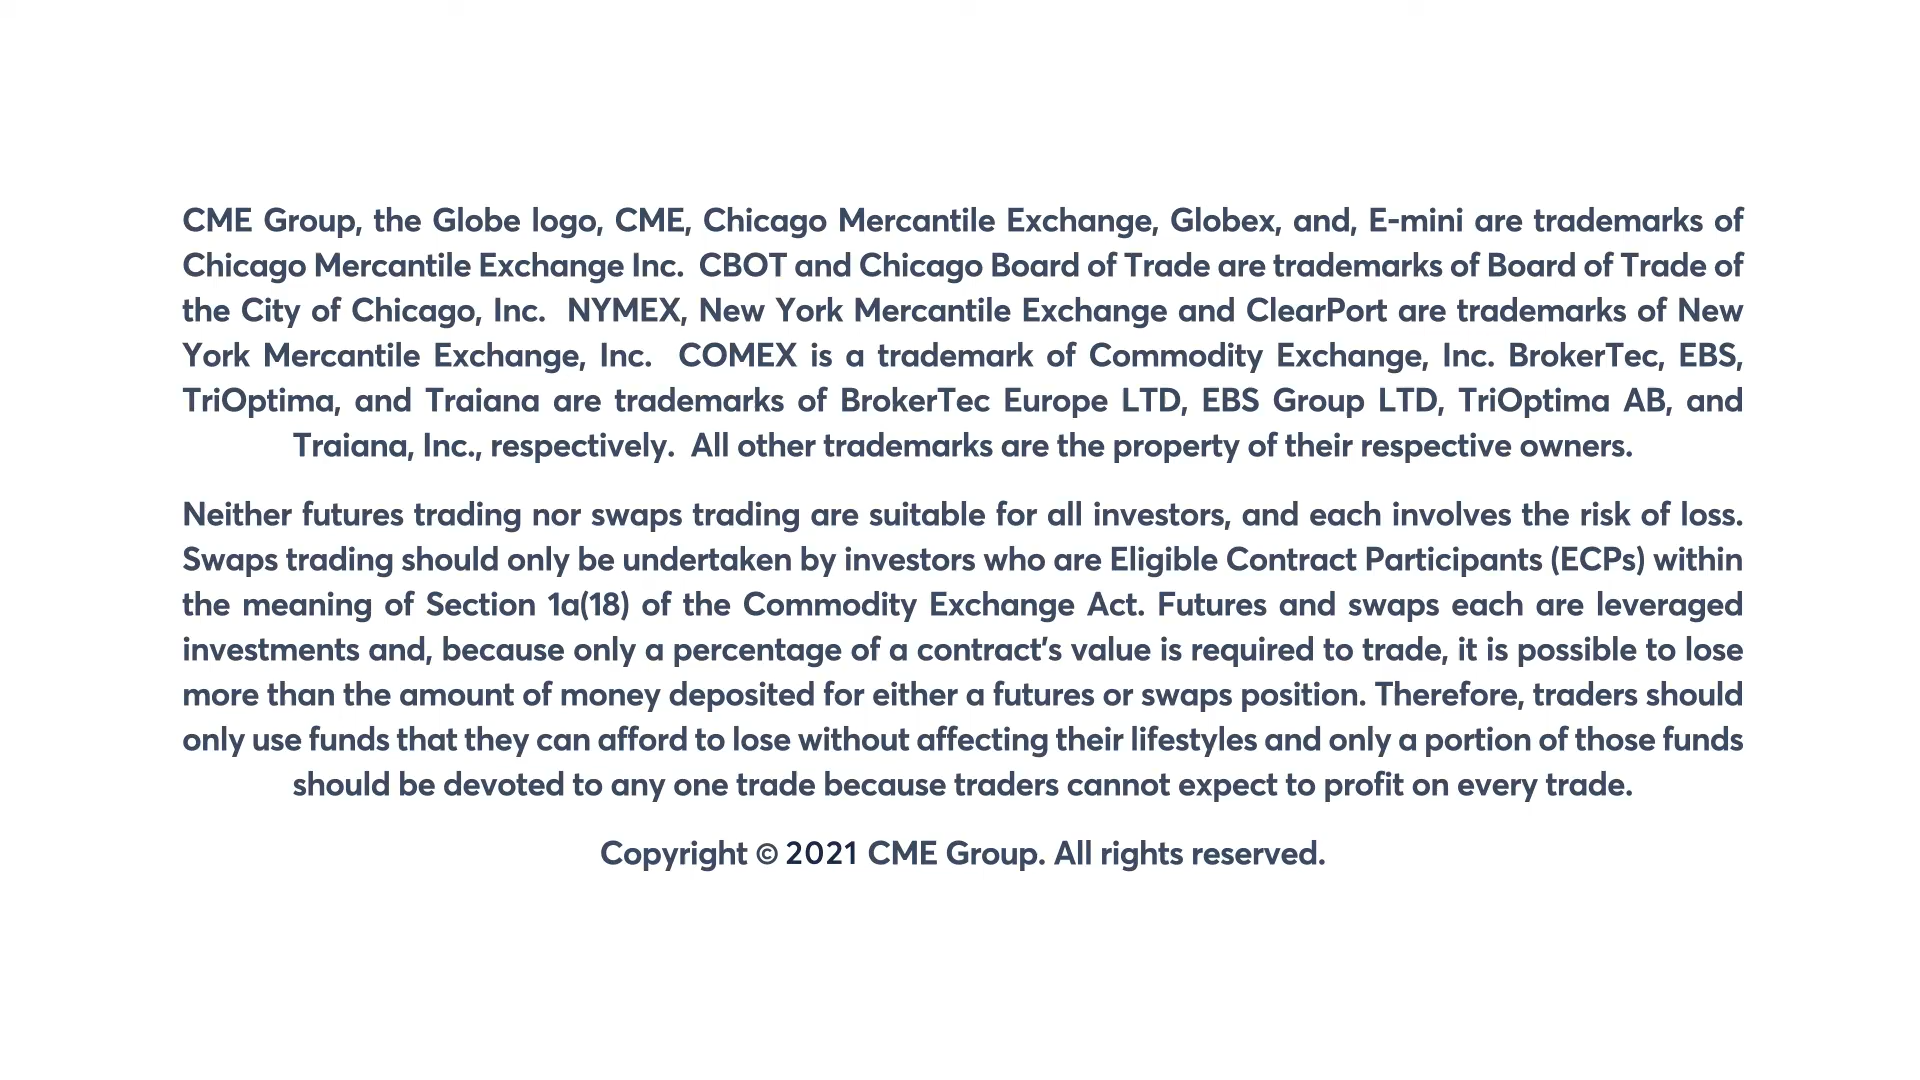 CME Group, the Globe logo, CME, Chicago Mercantile Exchange, Globex, and, E-mini are trademarks of
Chicago Mercantile Exchange Inc.  CBOT and Chicago Board of Trade are trademarks of Board of Trade of
the City of Chicago, Inc.  NYMEX, New York Mercantile Exchange and ClearPort are trademarks of New
York Mercantile Exchange, Inc.  COMEX is a trademark of Commodity Exchange, Inc. BrokerTec, EBS,
TriOptima, and Traiana are trademarks of BrokerTec Europe LTD, EBS Group LTD, TriOptima AB, and
Traiana, Inc., respectively.  All other trademarks are the property of their respective owners.
Neither futures trading nor swaps trading are suitable for all investors, and each involves the risk of loss.
Swaps trading should only be undertaken by investors who are Eligible Contract Participants (ECPs) within
the meaning of Section 1a(18) of the Commodity Exchange Act. Futures and swaps each are leveraged
investments and, because only a percentage of a contract's value is required to trade, it is possible to lose
more than the amount of money deposited for either a futures or swaps position. Therefore, traders should
only use funds that they can afford to lose without affecting their lifestyles and only a portion of those funds
should be devoted to any one trade because traders cannot expect to profit on every trade.
Copyright © 2021 CME Group. All rights reserved.